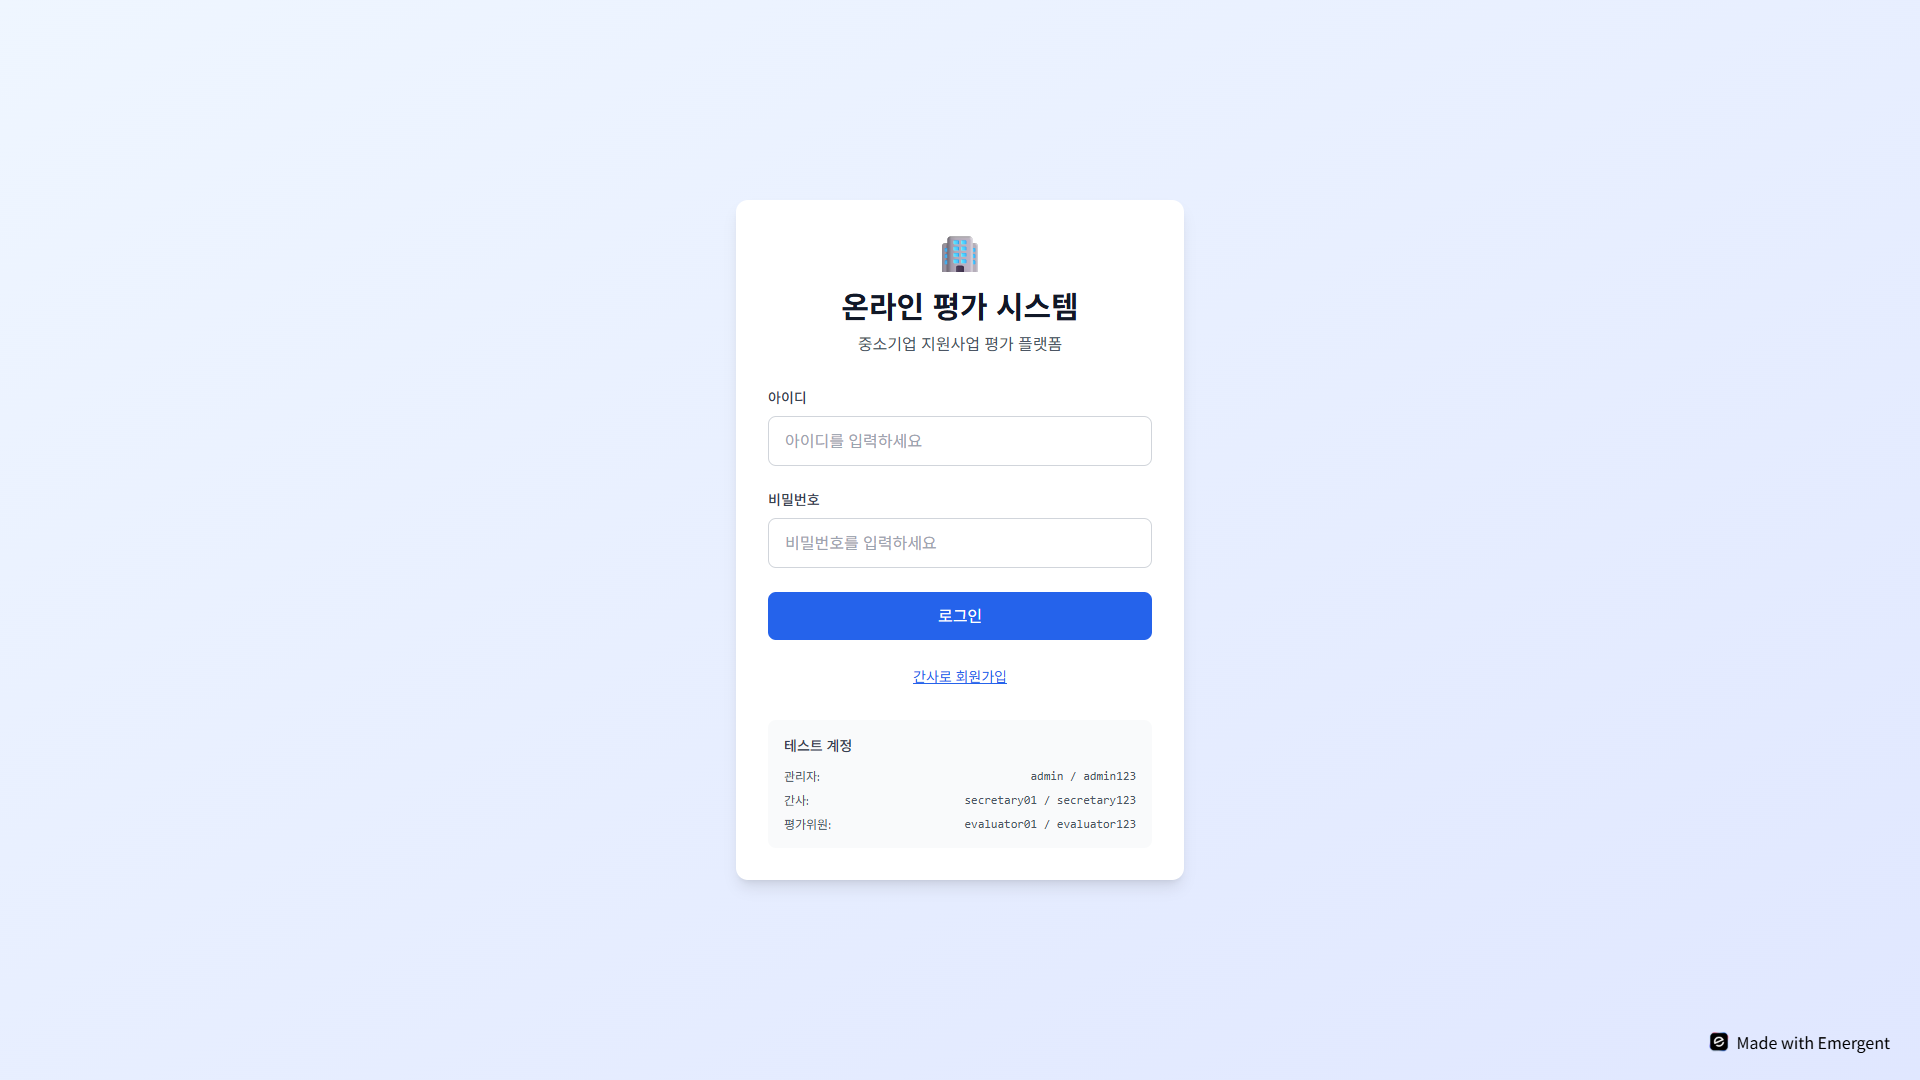 온라인 평가 시스템
중소기업 지원사업 평가 플랫폼
아이디
아이디를 입력하세요
비밀번호
비밀번호를 입력하세요
로그인
간사로 회원가입
테스트 계정
관리자: admin / admin123
간사: secretary01 / secretary123
평가위원: evaluator01 / evaluator123
Made with Emergent